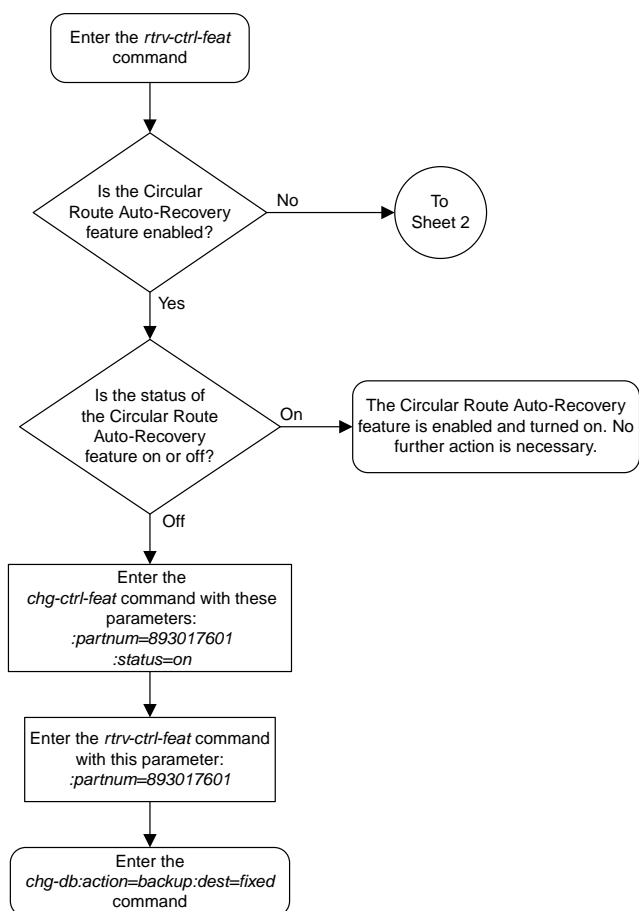 Enter the rtrv-ctrl-feat
command
Is the Circular
Route Auto-Recovery
feature enabled?
No
To
Sheet 2
Yes
Is the status of
the Circular Route
Auto-Recovery
feature on or off?
On
The Circular Route Auto-Recovery
feature is enabled and turned on. No
further action is necessary.
Off
Enter the
chg-ctrl-feat command with these
parameters:
:partnum=893017601
:status=on
Enter the rtrv-ctrl-feat command
with this parameter:
:partnum=893017601
Enter the
chg-db:action=backup:dest=fixed
command